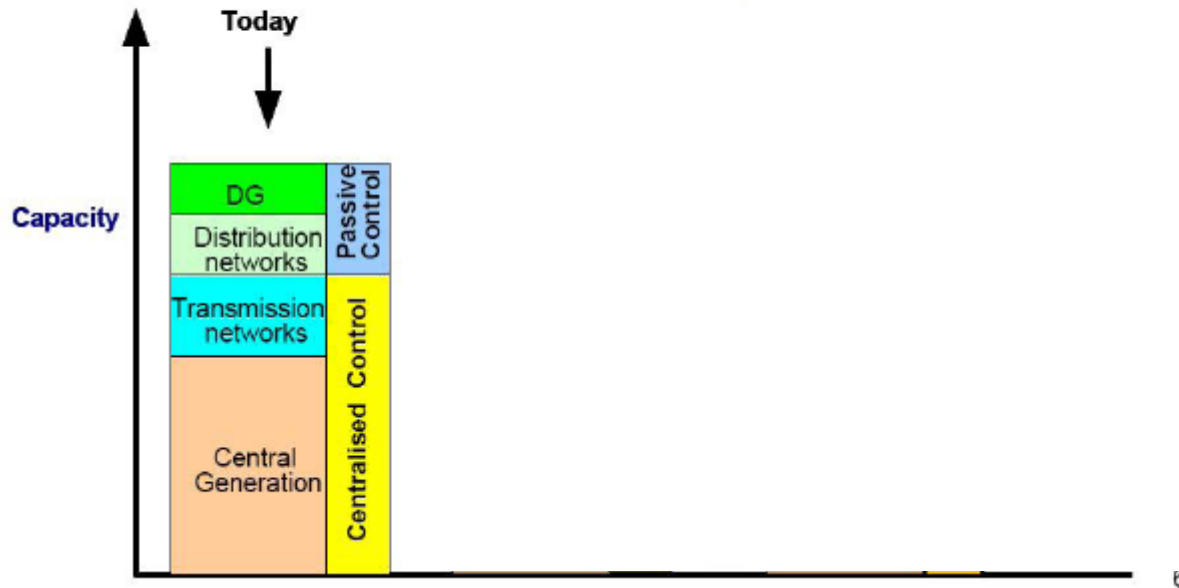 Today
Capacity
DG
Distribution
networks
Transmission
networks
Central
Generation
Passive
Control
Centralised Control